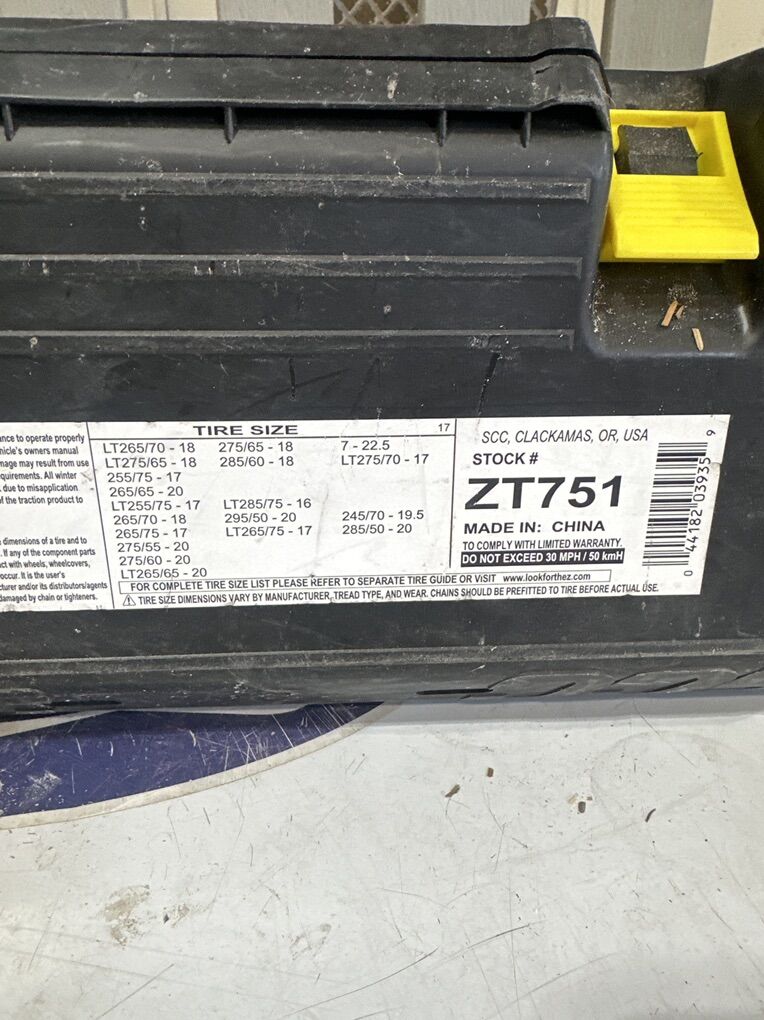 nce to operate properly
hicle's owners manual
mage may result from use
quirements. All winter
due to misapplication
f the traction product to
dimensions of a tire and to
. If any of the component parts
ct with wheels, wheelcovers,
occur. It is the user's
cturer and/or its distributors/agents
damaged by chain or tighteners.
TIRE SIZE 17
LT265/70 - 18 275/65 - 18 7 - 22.5
LT275/65 - 18 285/60 - 18 LT275/70 - 17
255/75 - 17
265/65 - 20
LT255/75 - 17 LT285/75 - 16
265/70 - 18 295/50 - 20 245/70 - 19.5
265/75 - 17 LT265/75 - 17 285/50 - 20
275/55 - 20
275/60 - 20
LT265/65 - 20
FOR COMPLETE TIRE SIZE LIST PLEASE REFER TO SEPARATE TIRE GUIDE OR VISIT www.lookforthez.com
⚠ TIRE SIZE DIMENSIONS VARY BY MANUFACTURER, TREAD TYPE, AND WEAR. CHAINS SHOULD BE PREFITTED TO TIRE BEFORE ACTUAL USE.
SCC, CLACKAMAS, OR, USA
STOCK #
ZT751
MADE IN: CHINA
TO COMPLY WITH LIMITED WARRANTY.
DO NOT EXCEED 30 MPH / 50 kmH
0 44182 03935 9